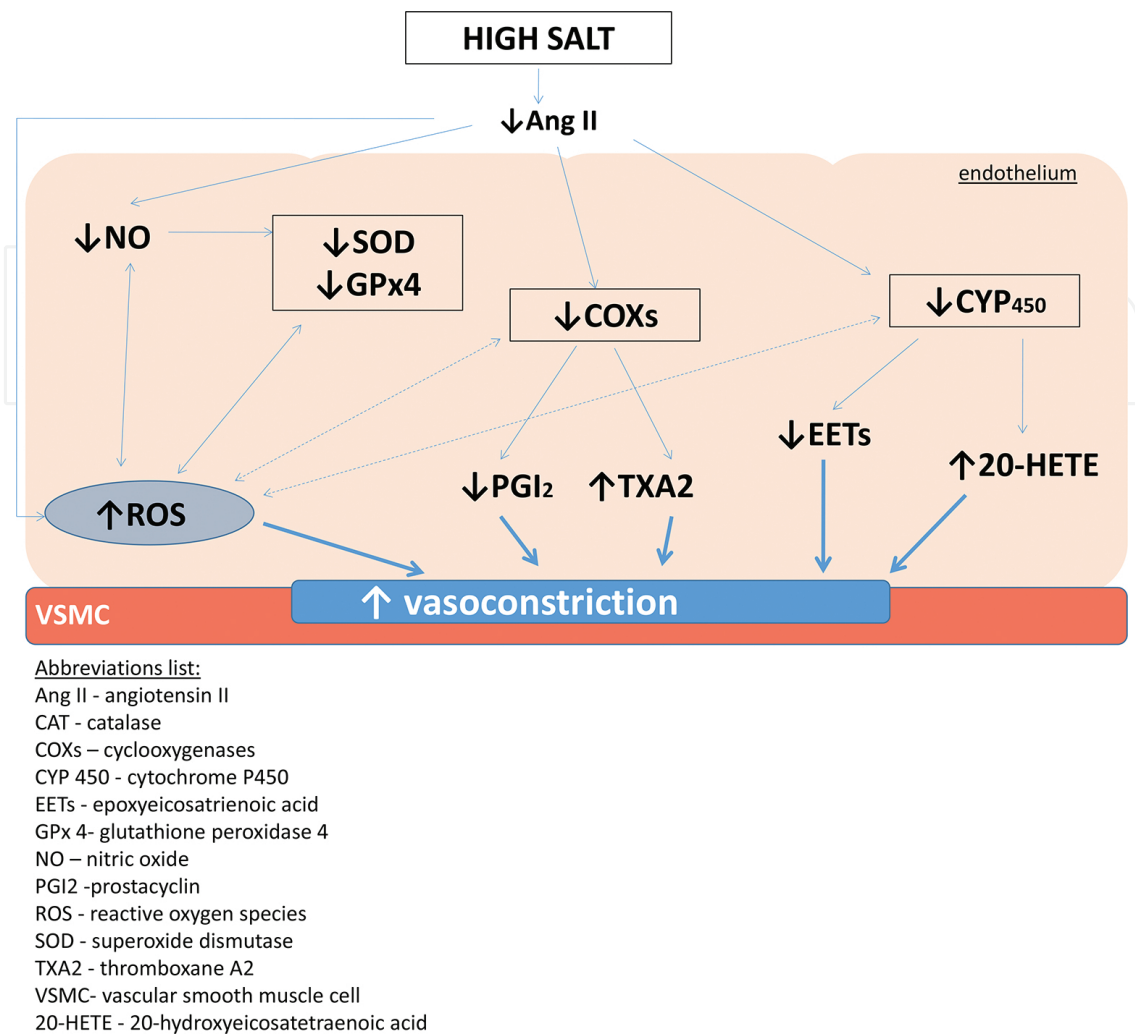 HIGH SALT
↓Ang II
endothelium
↓NO
↓SOD
↓GPx4
↓COXs
↓CYP450
↓EETs
↑20-HETE
↓PGI2
↑TXA2
↑ROS
↑ vasoconstriction
VSMC
Abbreviations list:
Ang II - angiotensin II
CAT - catalase
COXs – cyclooxygenases
CYP 450 - cytochrome P450
EETs - epoxyeicosatrienoic acid
GPx 4- glutathione peroxidase 4
NO – nitric oxide
PGI2 -prostacyclin
ROS - reactive oxygen species
SOD - superoxide dismutase
TXA2 - thromboxane A2
VSMC- vascular smooth muscle cell
20-HETE - 20-hydroxyeicosatetraenoic acid